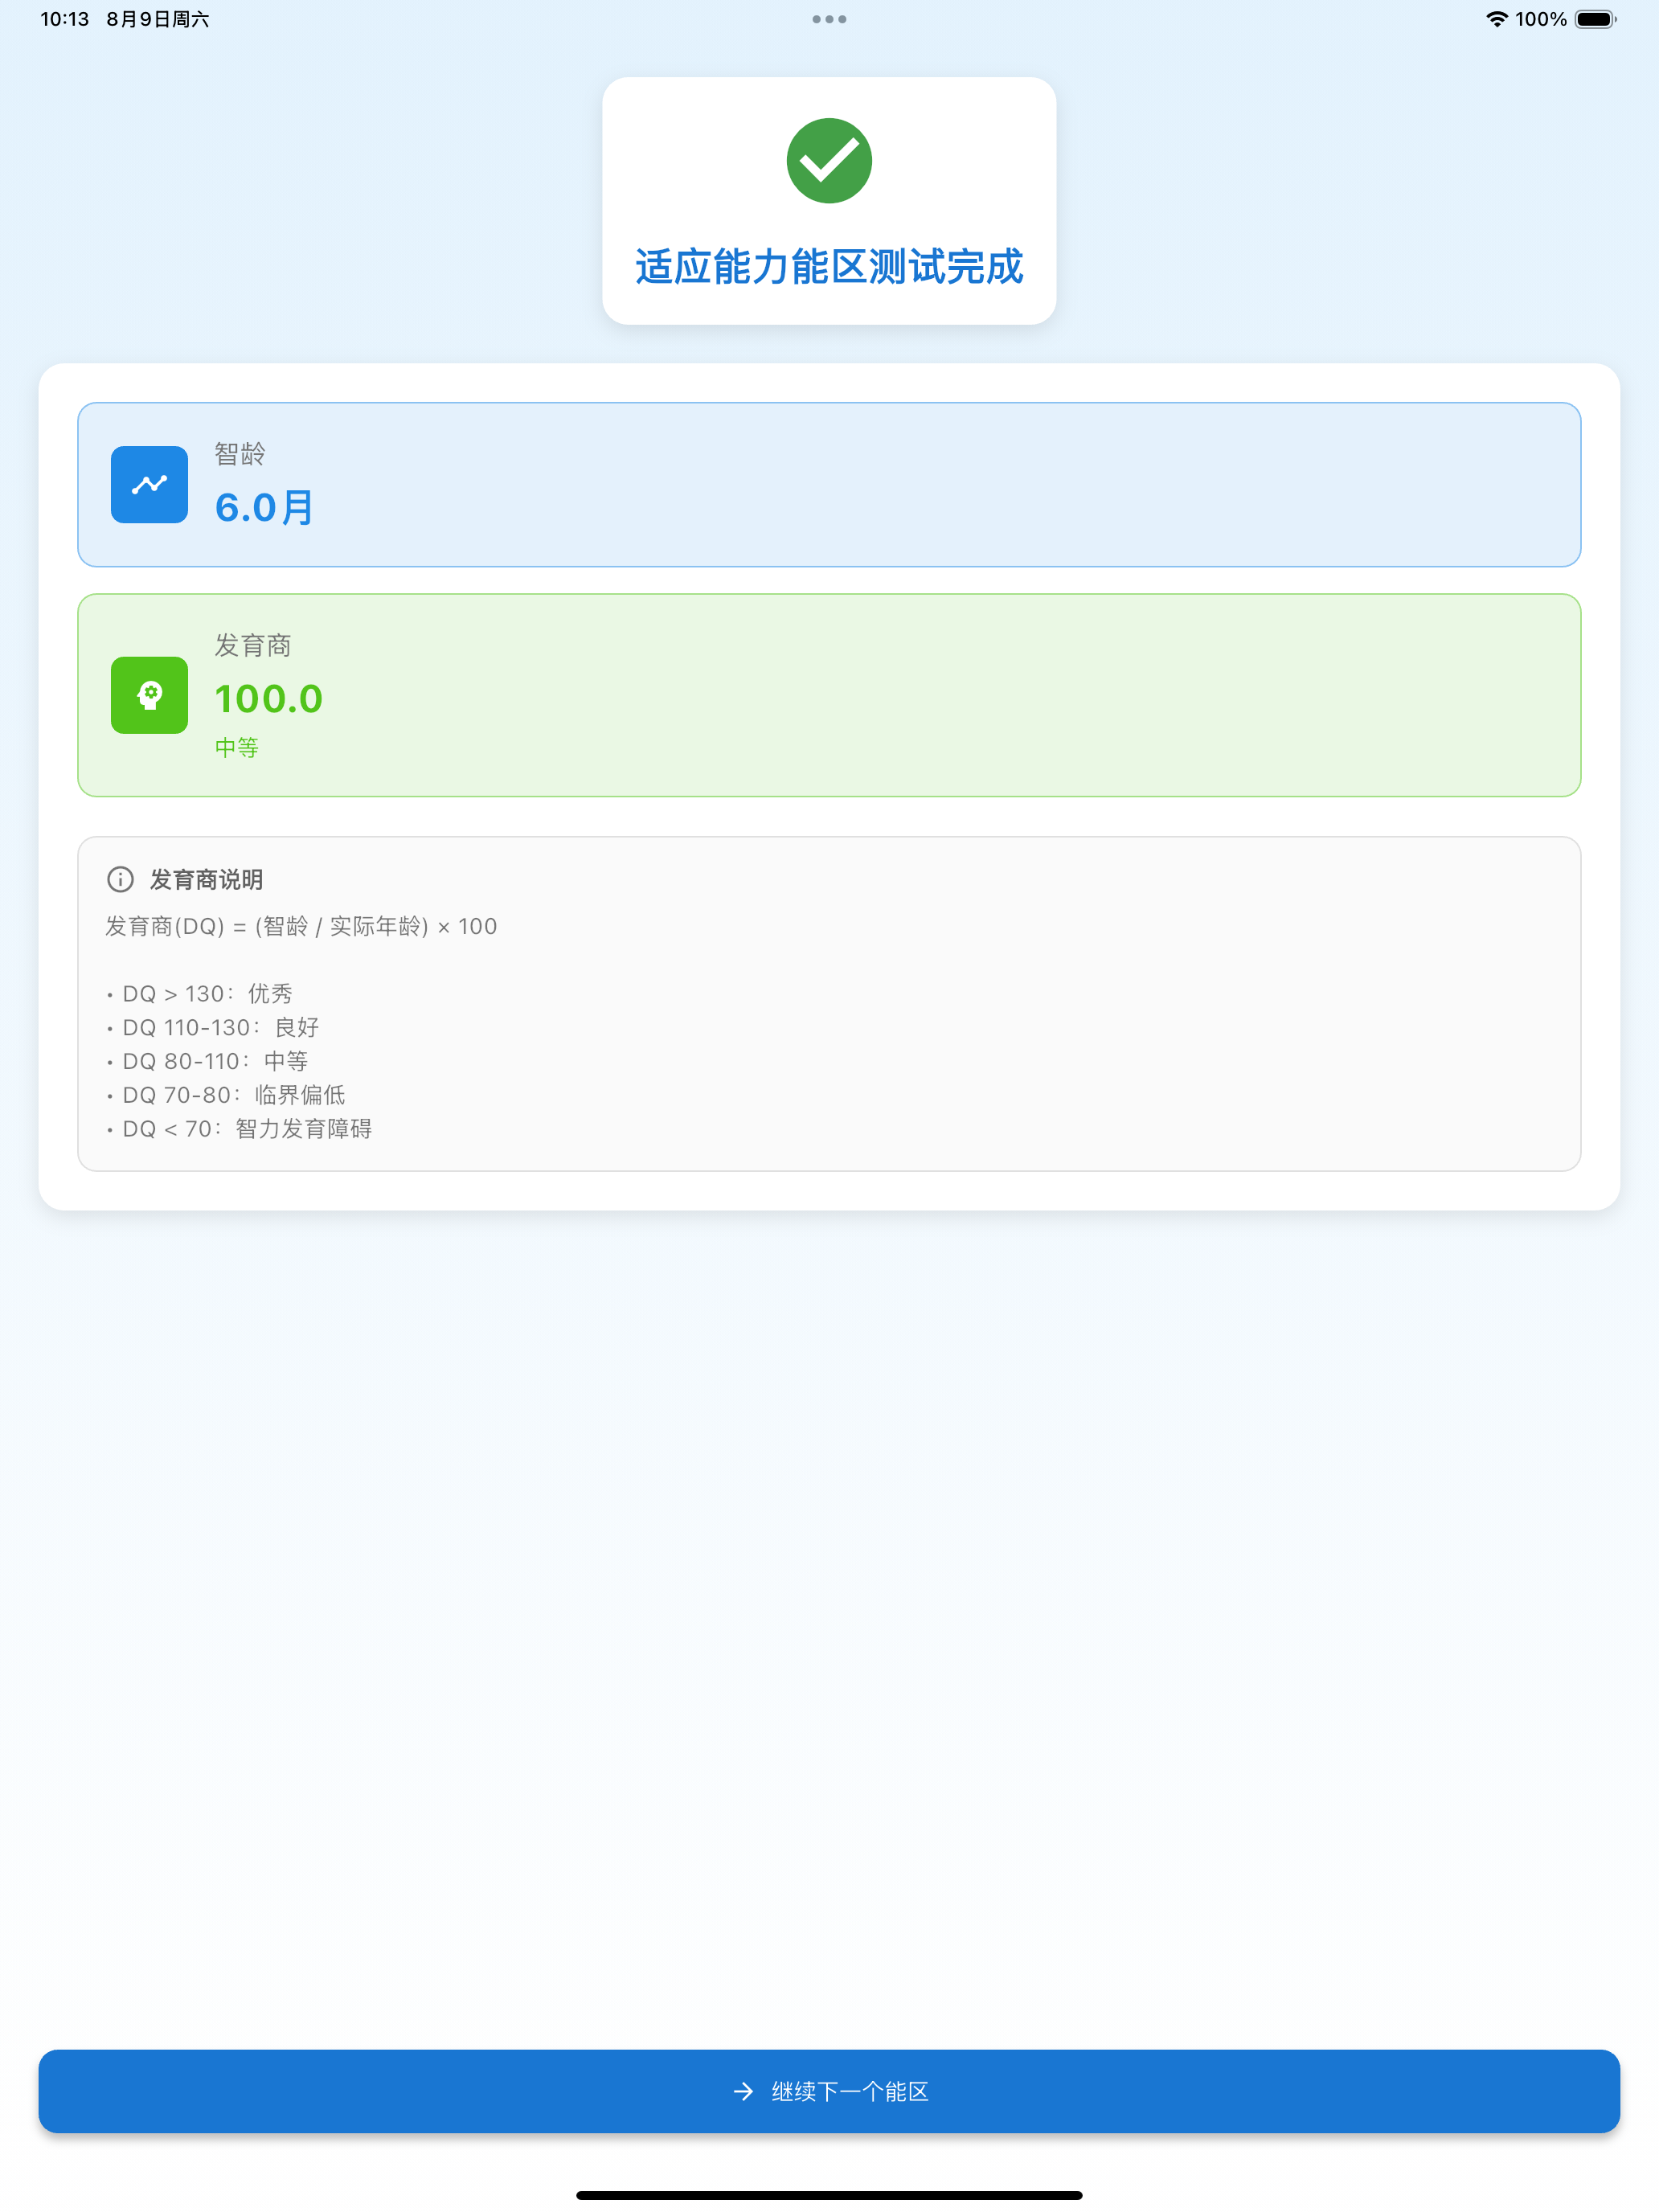 10:13 8月9日周六
100%
适应能力能区测试完成
智龄
6.0月
发育商
100.0
中等
发育商说明
发育商(DQ) = (智龄 / 实际年龄) × 100
• DQ > 130：优秀
• DQ 110-130：良好
• DQ 80-110：中等
• DQ 70-80：临界偏低
• DQ < 70：智力发育障碍
继续下一个能区